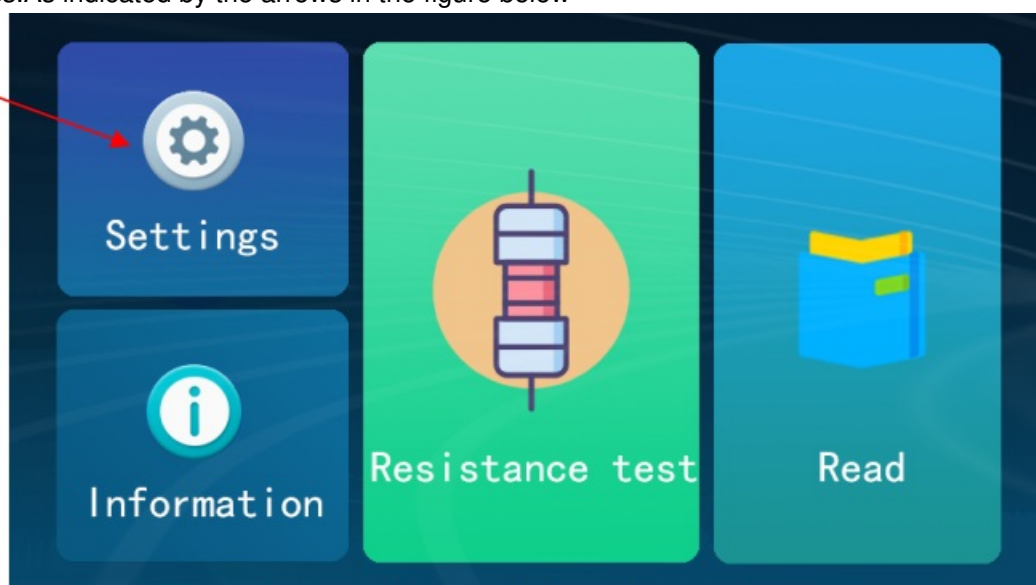 s.As indicated by the arrows in the figure below
Settings
Information
Resistance test
Read